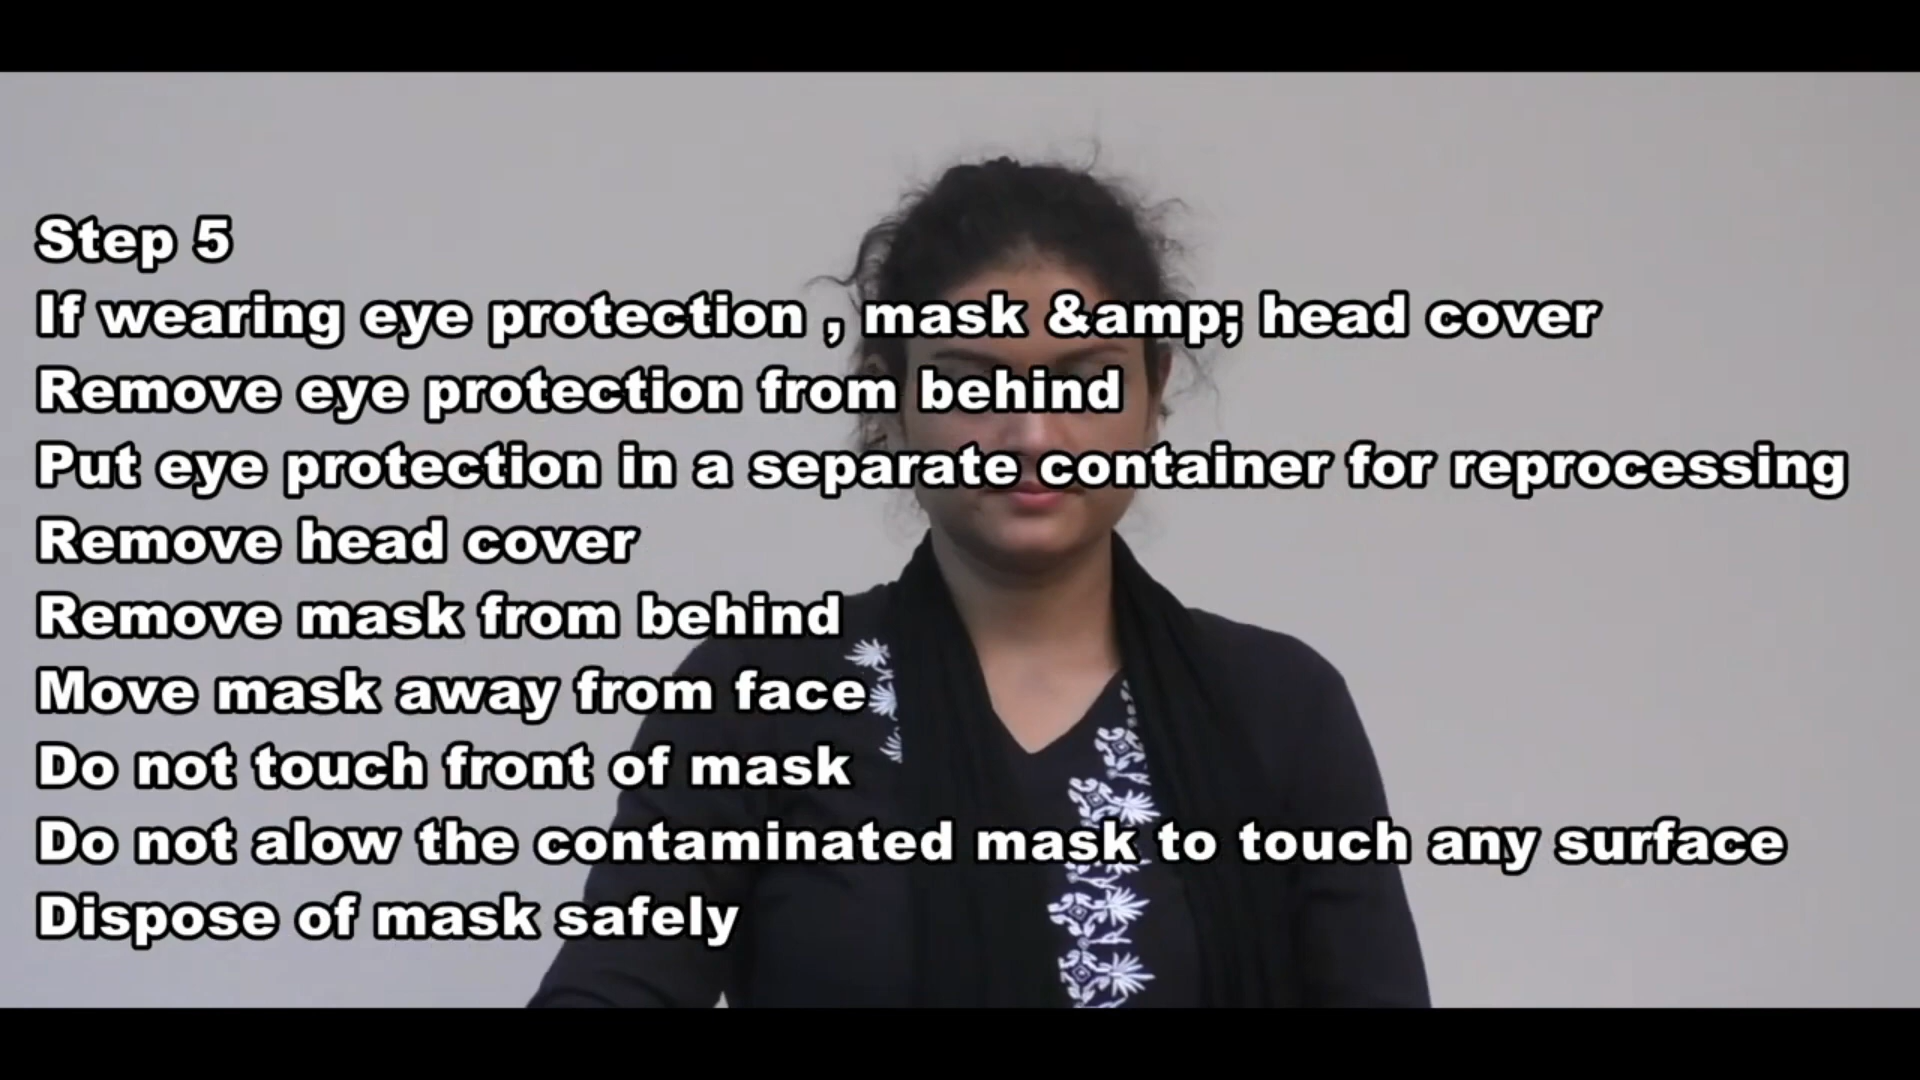 Step 5
If wearing eye protection , mask &amp; head cover
Remove eye protection from behind
Put eye protection in a separate container for reprocessing
Remove head cover
Remove mask from behind
Move mask away from face
Do not touch front of mask
Do not alow the contaminated mask to touch any surface
Dispose of mask safely